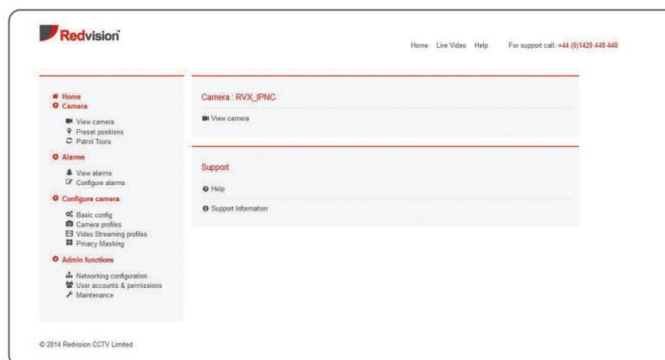 Redvision
Home Live Video Help For support call: +44 (0)1420 448 448
Home
Camera
View camera
Preset positions
Patrol Tours
Alarms
View alarms
Configure alarms
Configure camera
Basic config
Camera profiles
Video Streaming profiles
Privacy Masking
Admin functions
Networking configuration
User accounts & permissions
Maintenance
Camera : RVX_IPNC
View camera
Support
Help
Support Information
© 2014 Redvision CCTV Limited